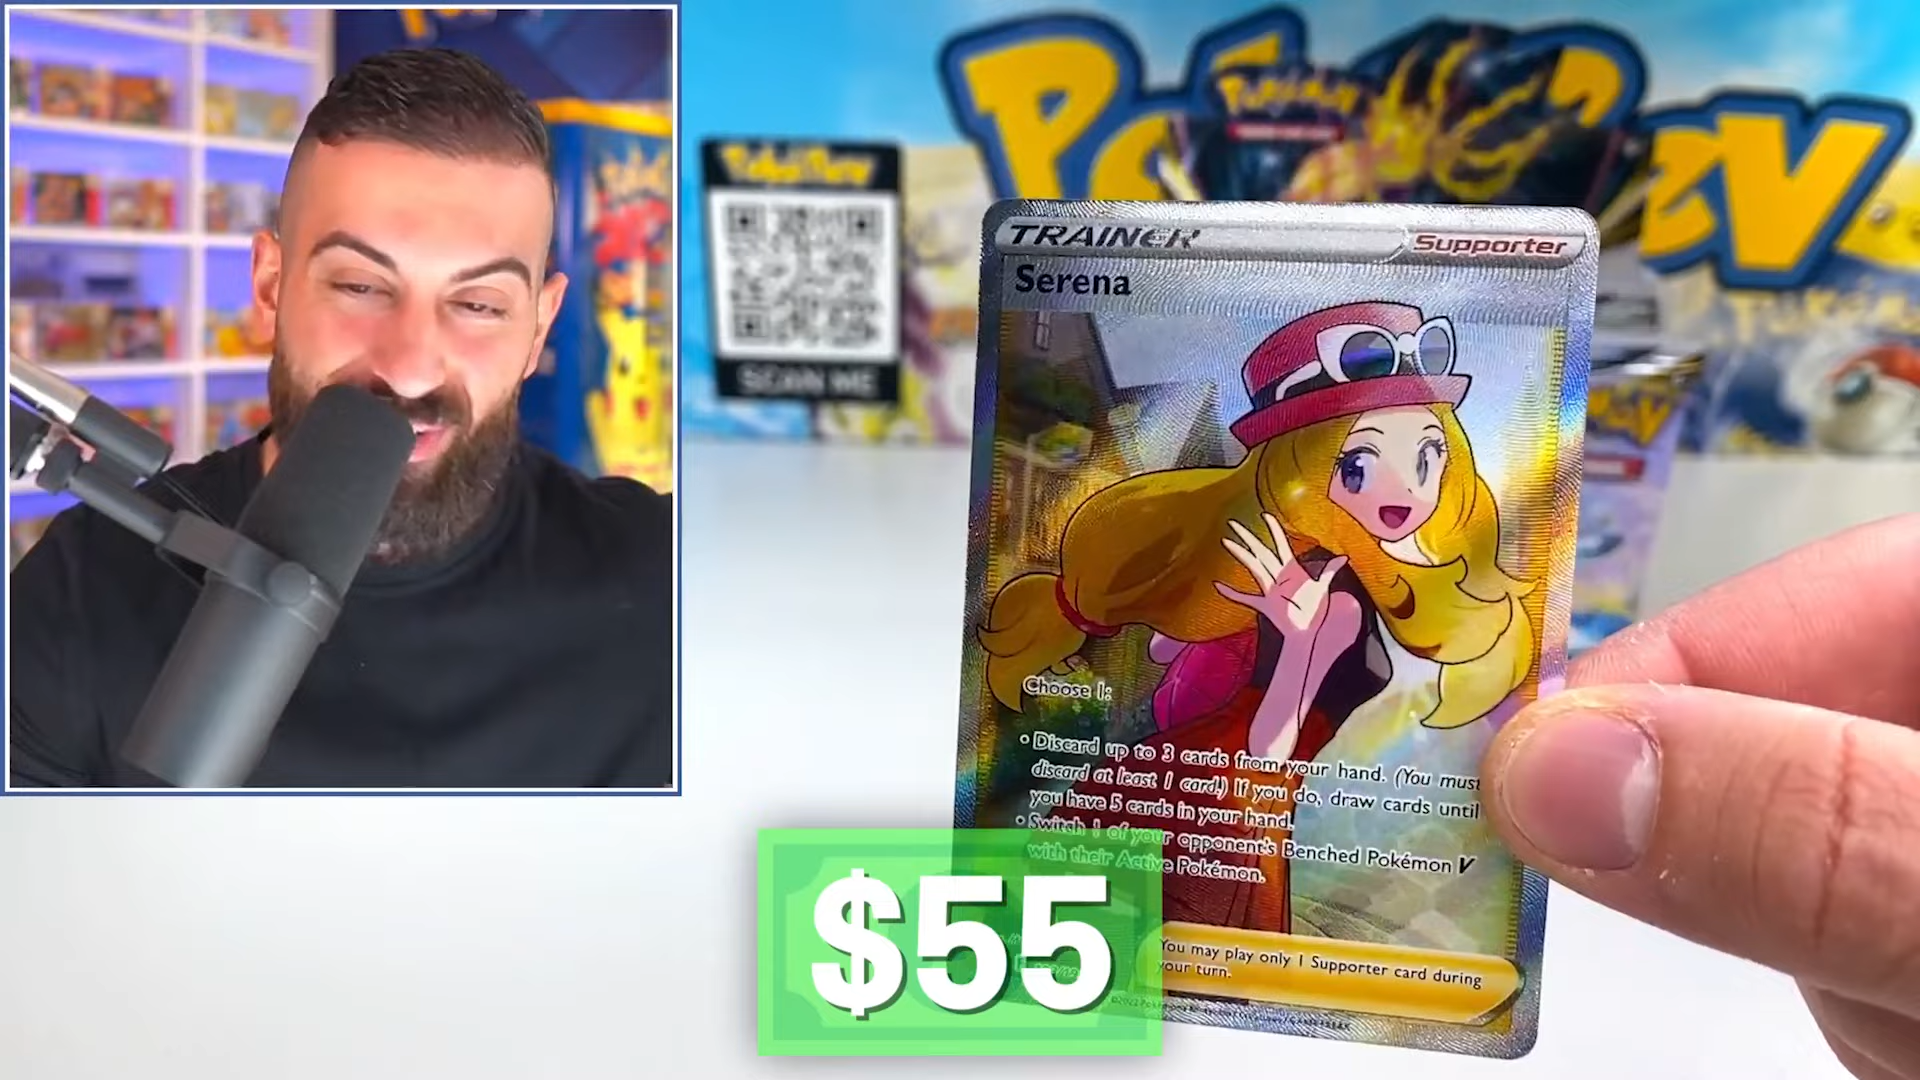 Pokémon
PokéRev
SCAN ME
TRAINER
Supporter
Serena
Choose 1:
• Discard up to 3 cards from your hand. (You must
discard at least 1 card.) If you do, draw cards until
you have 5 cards in your hand.
• Switch 1 of your opponent's Benched Pokémon V
with their Active Pokémon.
You may play only 1 Supporter card during
your turn.
$55